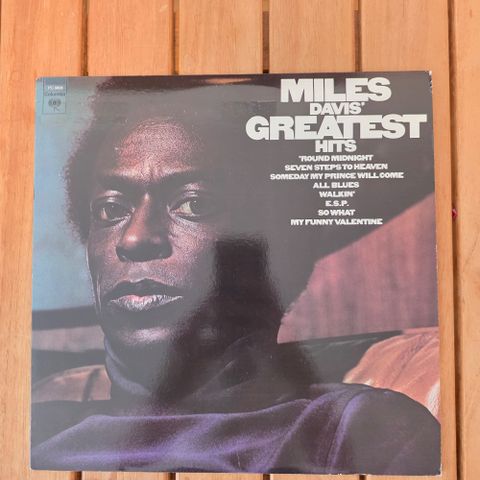 Columbia
MILES
DAVIS'
GREATEST
HITS
'ROUND MIDNIGHT
SEVEN STEPS TO HEAVEN
SOMEDAY MY PRINCE WILL COME
ALL BLUES
WALKIN'
E.S.P.
SO WHAT
MY FUNNY VALENTINE